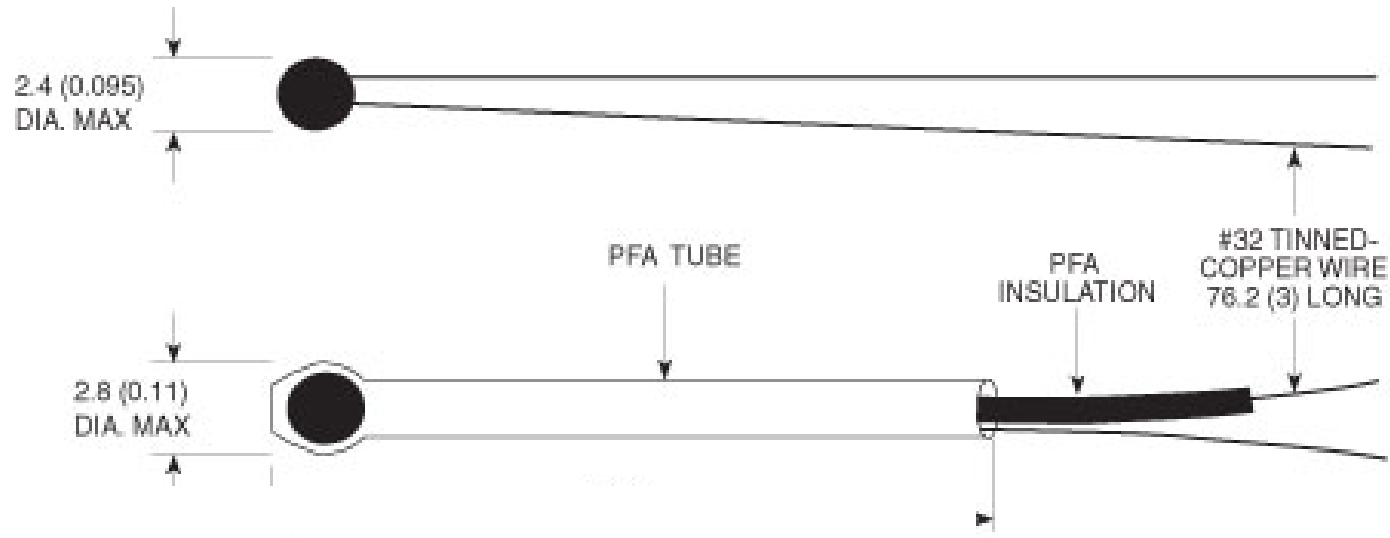 2.4 (0.095)
DIA. MAX
PFA TUBE
PFA
INSULATION
#32 TINNED-
COPPER WIRE
76.2 (3) LONG
2.8 (0.11)
DIA. MAX